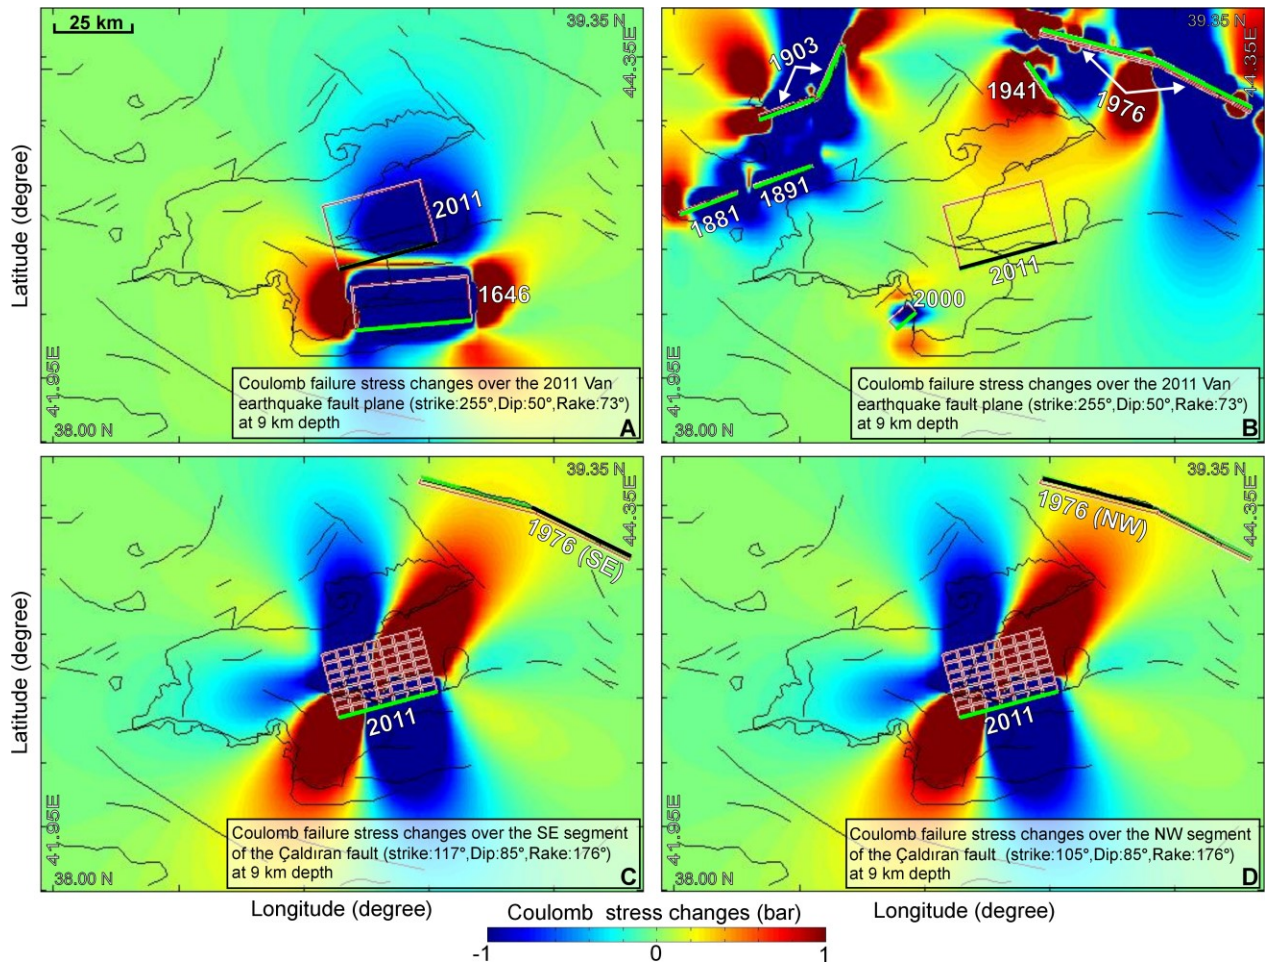 25 km
39.35 N
44.35E
2011
1646
Latitude (degree)
41.95E
38.00 N
Coulomb failure stress changes over the 2011 Van
earthquake fault plane (strike:255°,Dip:50°,Rake:73°)
at 9 km depth
A
39.35 N
44.35E
1903
1941
1976
1891
1881
2011
2000
41.95E
38.00 N
Coulomb failure stress changes over the 2011 Van
earthquake fault plane (strike:255°,Dip:50°,Rake:73°)
at 9 km depth
B
39.35 N
44.35E
1976 (SE)
2011
Latitude (degree)
41.95E
38.00 N
Coulomb failure stress changes over the SE segment
of the Çaldıran fault (strike:117°,Dip:85°,Rake:176°)
at 9 km depth
C
39.35 N
44.35E
1976 (NW)
2011
41.95E
38.00 N
Coulomb failure stress changes over the NW segment
of the Çaldıran fault (strike:105°,Dip:85°,Rake:176°)
at 9 km depth
D
Longitude (degree)
Coulomb stress changes (bar)
Longitude (degree)
-1
0
1